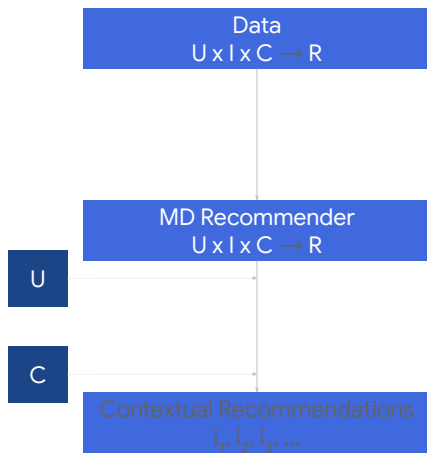 Data
U x I x C → R
MD Recommender
U x I x C → R
U
C
Contextual Recommendations
i₁, i₂, i₃, ...